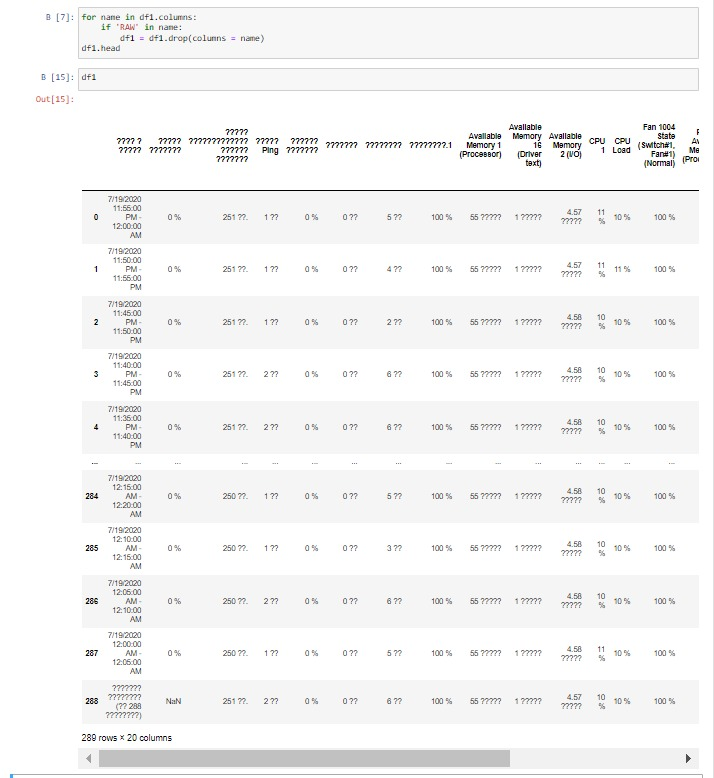 В [7]: for name in df1.columns:
if 'RAW' in name:
df1 = df1.drop(columns = name)
df1.head
В [15]: df1
Out[15]:
???? ? ????? ????? ??????? ????? ????????????? ?????? ??????? ????? Ping ?????? ??????? ??????? ???????? ????????.1 Available Memory 1 (Processor) Available Memory 16 (Driver text) Available Memory 2 (I/O) CPU 1 CPU Load Fan 1004 State (Switch#1, Fan#1) (Normal)
0 7/19/2020 11:55:00 PM - 12:00:00 AM 0 % 251 ??. 1 ?? 0 % 0 ?? 5 ?? 100 % 55 ????? 1 ????? 4.57 ????? 11 % 10 % 100 %
1 7/19/2020 11:50:00 PM - 11:55:00 PM 0 % 251 ??. 1 ?? 0 % 0 ?? 4 ?? 100 % 55 ????? 1 ????? 4.57 ????? 11 % 11 % 100 %
2 7/19/2020 11:45:00 PM - 11:50:00 PM 0 % 251 ??. 1 ?? 0 % 0 ?? 2 ?? 100 % 55 ????? 1 ????? 4.58 ????? 10 % 10 % 100 %
3 7/19/2020 11:40:00 PM - 11:45:00 PM 0 % 251 ??. 2 ?? 0 % 0 ?? 6 ?? 100 % 55 ????? 1 ????? 4.58 ????? 10 % 10 % 100 %
4 7/19/2020 11:35:00 PM - 11:40:00 PM 0 % 251 ??. 2 ?? 0 % 0 ?? 6 ?? 100 % 55 ????? 1 ????? 4.58 ????? 10 % 10 % 100 %
... ... ... ... ... ... ... ... ... ... ... ... ... ... ...
284 7/19/2020 12:15:00 AM - 12:20:00 AM 0 % 250 ??. 1 ?? 0 % 0 ?? 5 ?? 100 % 55 ????? 1 ????? 4.58 ????? 10 % 10 % 100 %
285 7/19/2020 12:10:00 AM - 12:15:00 AM 0 % 250 ??. 1 ?? 0 % 0 ?? 3 ?? 100 % 55 ????? 1 ????? 4.58 ????? 10 % 10 % 100 %
286 7/19/2020 12:05:00 AM - 12:10:00 AM 0 % 250 ??. 2 ?? 0 % 0 ?? 6 ?? 100 % 55 ????? 1 ????? 4.58 ????? 10 % 10 % 100 %
287 7/19/2020 12:00:00 AM - 12:05:00 AM 0 % 250 ??. 1 ?? 0 % 0 ?? 5 ?? 100 % 55 ????? 1 ????? 4.58 ????? 11 % 10 % 100 %
288 ??????? ???????? (?? 288 ????????) NaN 251 ??. 2 ?? 0 % 0 ?? 6 ?? 100 % 55 ????? 1 ????? 4.57 ????? 10 % 10 % 100 %
289 rows × 20 columns